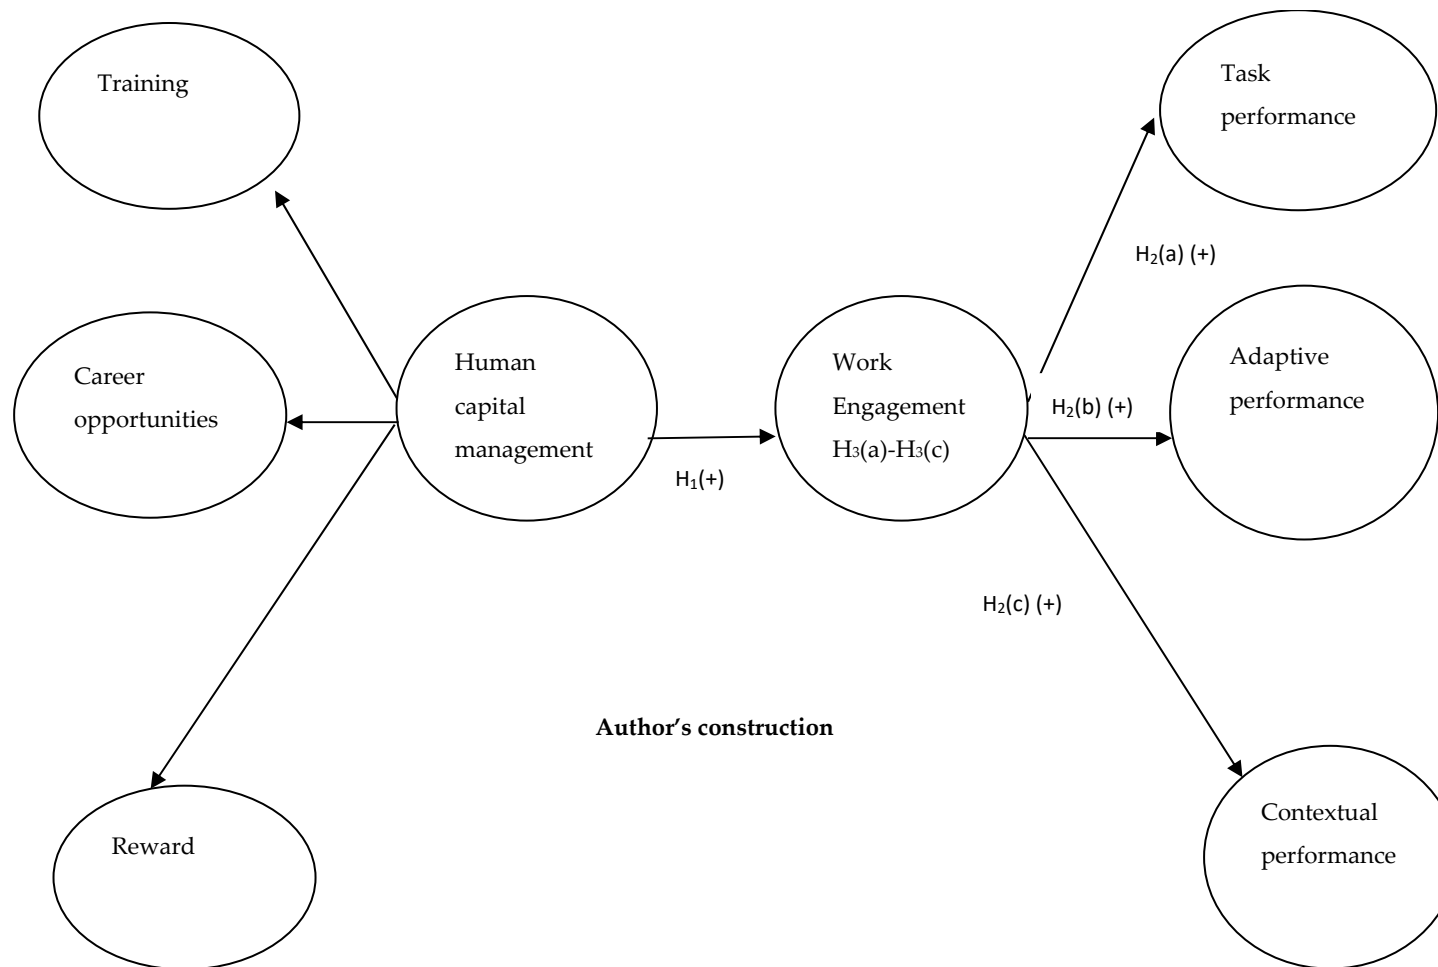 Training
Task
performance
H₂(a) (+)
Career
opportunities
Human
capital
management
H₁(+)
Work
Engagement
H₃(a)-H₃(c)
H₂(b) (+)
Adaptive
performance
H₂(c) (+)
Author’s construction
Reward
Contextual
performance